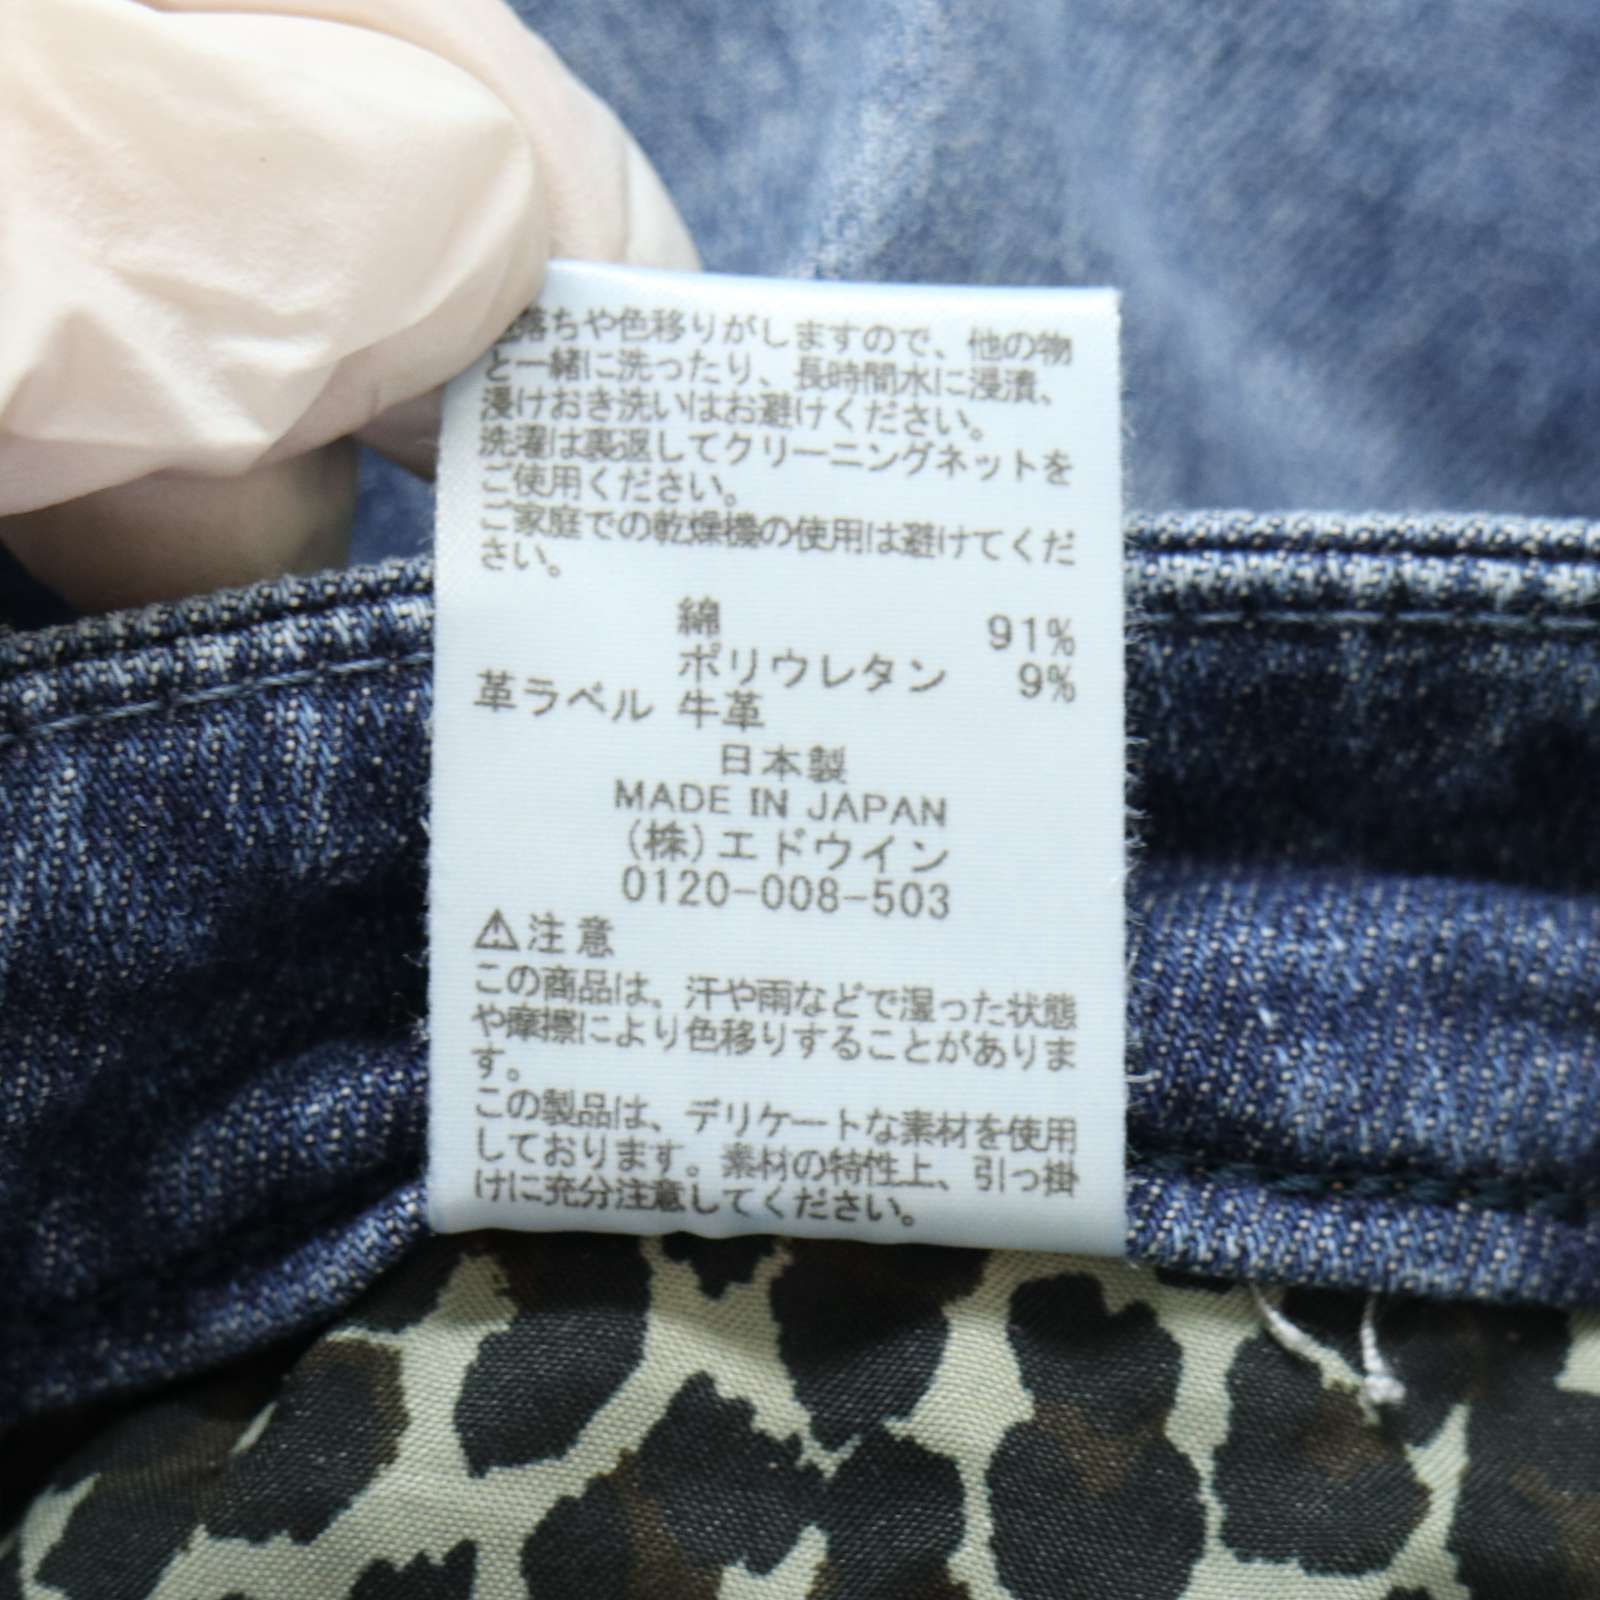 落ちや色移りがしますので、他の物
と一緒に洗ったり、長時間水に浸漬、
浸けおき洗いはお避けください。
洗濯は裏返してクリーニングネットを
ご使用ください。
ご家庭での乾燥機の使用は避けてくだ
さい。
綿 91%
ポリウレタン 9%
革ラベル 牛革
日本製
MADE IN JAPAN
(株)エドウイン
0120-008-503
⚠注意
この商品は、汗や雨などで湿った状態
や摩擦により色移りすることがありま
す。
この製品は、デリケートな素材を使用
しております。素材の特性上、引っ掛
けに充分注意してください。